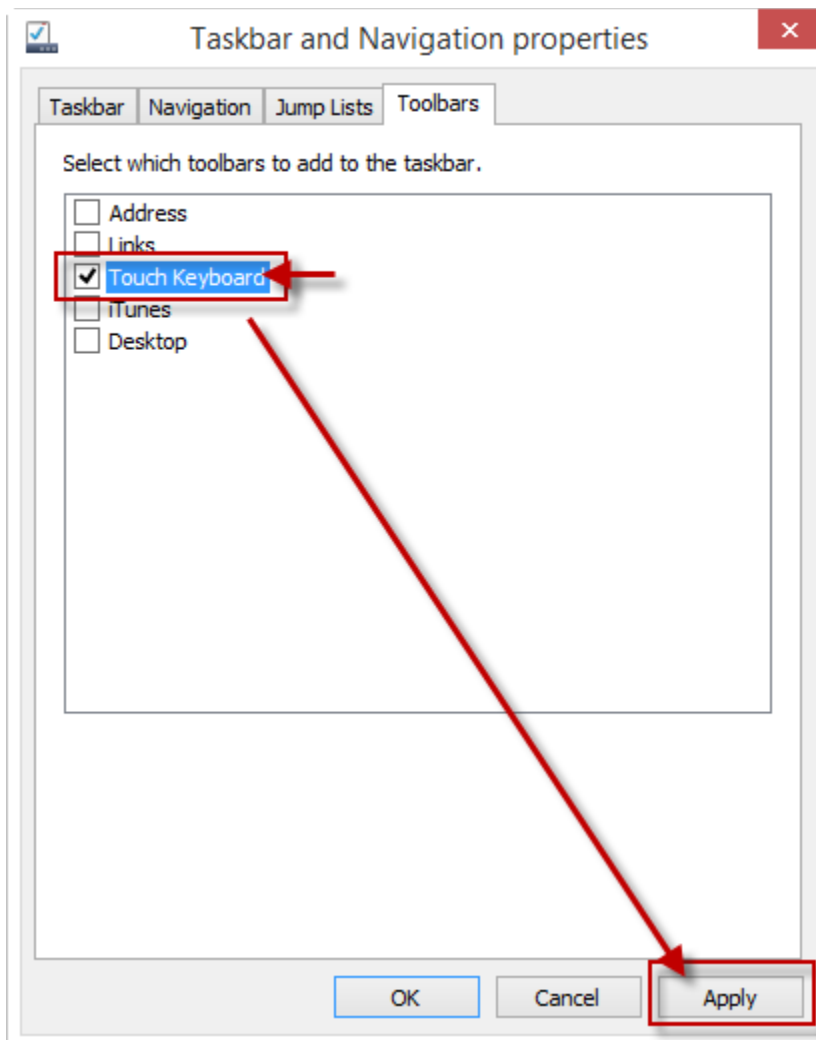 Taskbar and Navigation properties
Taskbar Navigation Jump Lists Toolbars
Select which toolbars to add to the taskbar.
Address
Links
Touch Keyboard
iTunes
Desktop
OK Cancel Apply